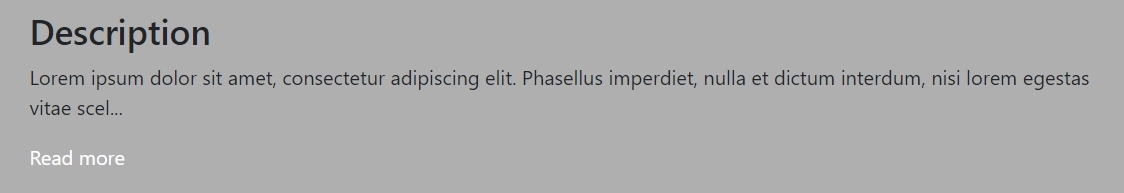 Description
Lorem ipsum dolor sit amet, consectetur adipiscing elit. Phasellus imperdiet, nulla et dictum interdum, nisi lorem egestas
vitae scel...
Read more